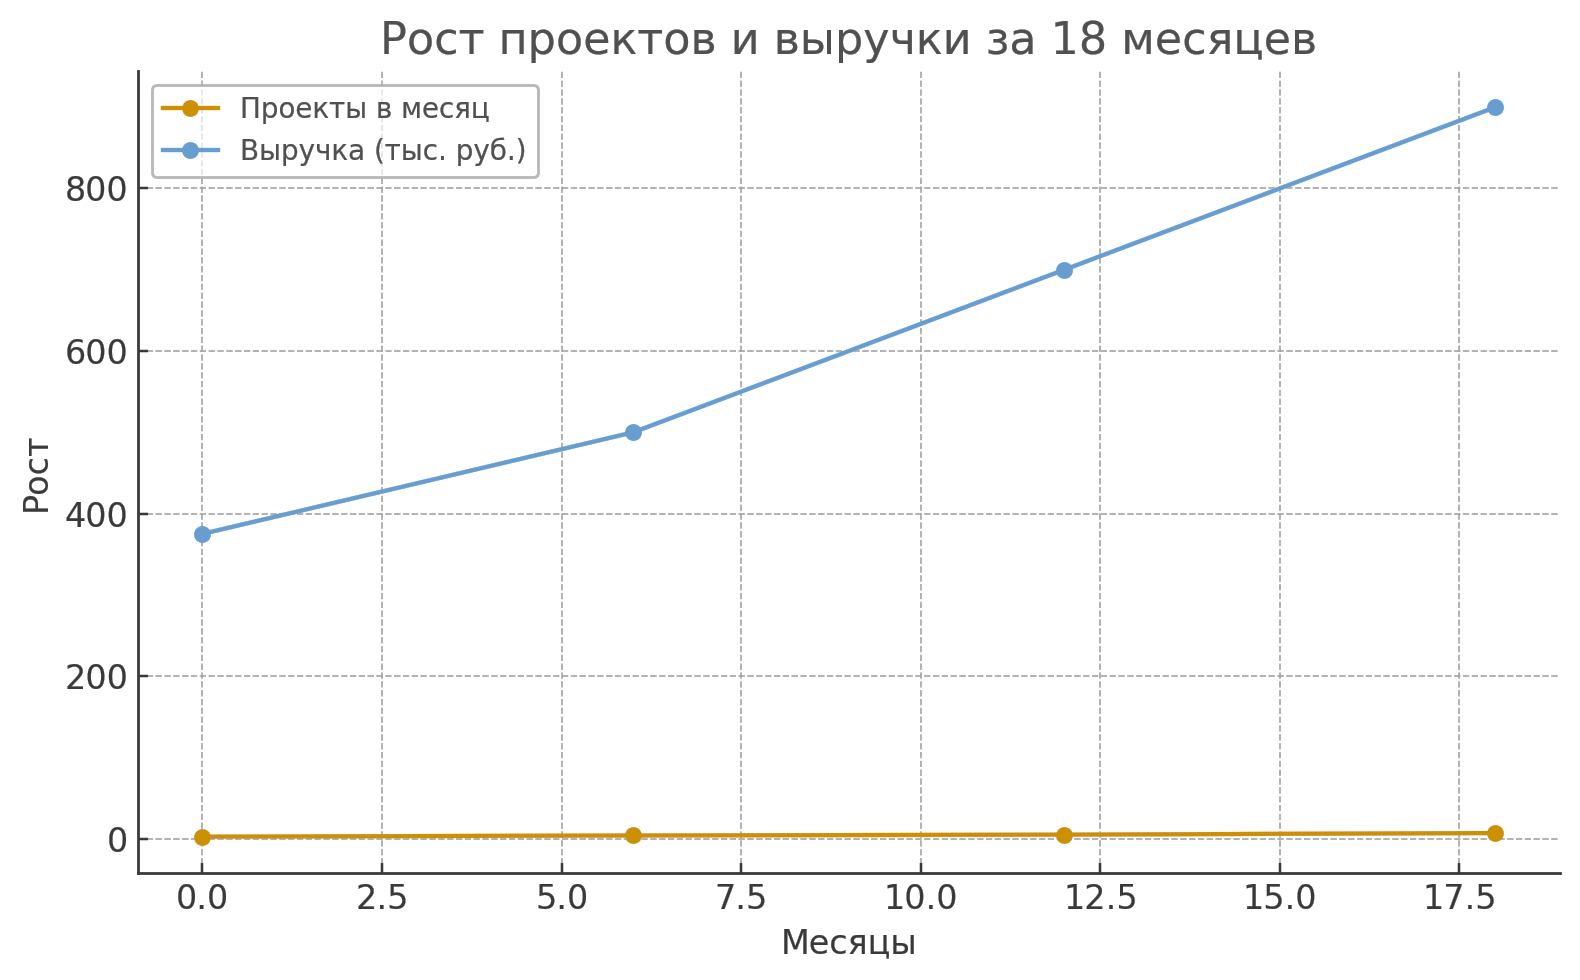 Рост проектов и выручки за 18 месяцев
Проекты в месяц
Выручка (тыс. руб.)
Рост
800
600
400
200
0
0.0 2.5 5.0 7.5 10.0 12.5 15.0 17.5
Месяцы